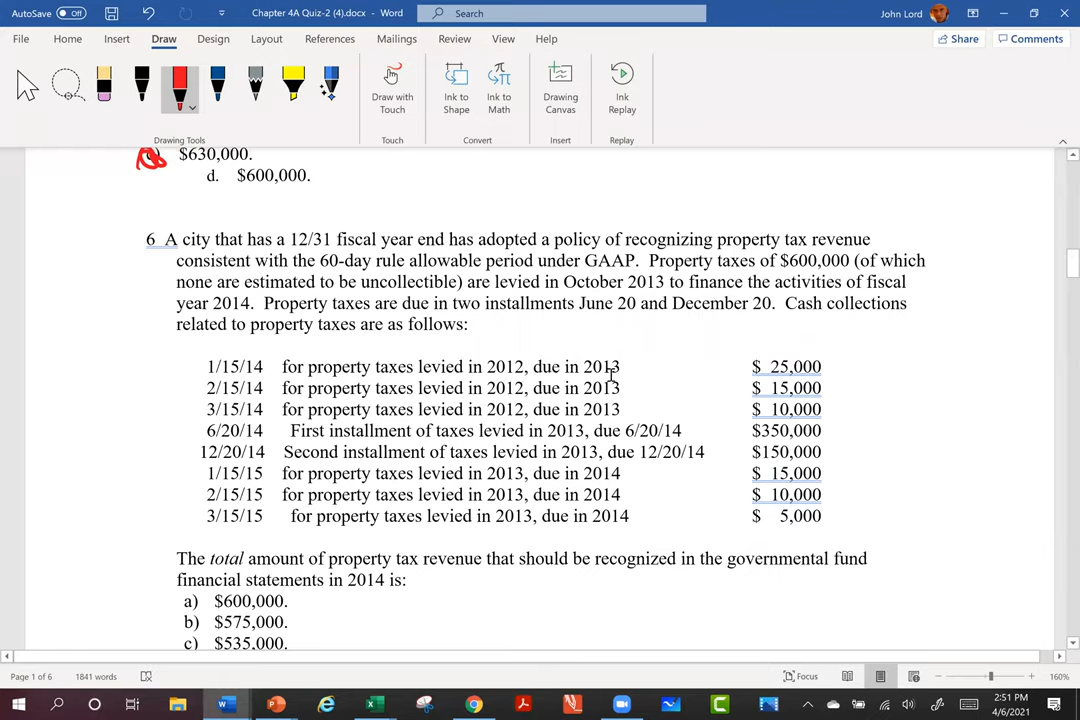 AutoSave Off Chapter 4A Quiz-2 (4).docx - Word Search John Lord
File Home Insert Draw Design Layout References Mailings Review View Help Share Comments
Draw with Touch Ink to Shape Ink to Math Drawing Canvas Ink Replay
Drawing Tools Touch Convert Insert Replay
$630,000.
d. $600,000.
6 A city that has a 12/31 fiscal year end has adopted a policy of recognizing property tax revenue
consistent with the 60-day rule allowable period under GAAP. Property taxes of $600,000 (of which
none are estimated to be uncollectible) are levied in October 2013 to finance the activities of fiscal
year 2014. Property taxes are due in two installments June 20 and December 20. Cash collections
related to property taxes are as follows:
1/15/14 for property taxes levied in 2012, due in 2013 $ 25,000
2/15/14 for property taxes levied in 2012, due in 2013 $ 15,000
3/15/14 for property taxes levied in 2012, due in 2013 $ 10,000
6/20/14 First installment of taxes levied in 2013, due 6/20/14 $350,000
12/20/14 Second installment of taxes levied in 2013, due 12/20/14 $150,000
1/15/15 for property taxes levied in 2013, due in 2014 $ 15,000
2/15/15 for property taxes levied in 2013, due in 2014 $ 10,000
3/15/15 for property taxes levied in 2013, due in 2014 $ 5,000
The total amount of property tax revenue that should be recognized in the governmental fund
financial statements in 2014 is:
a) $600,000.
b) $575,000.
c) $535,000.
Page 1 of 6 1841 words Focus 160%
2:51 PM
4/6/2021